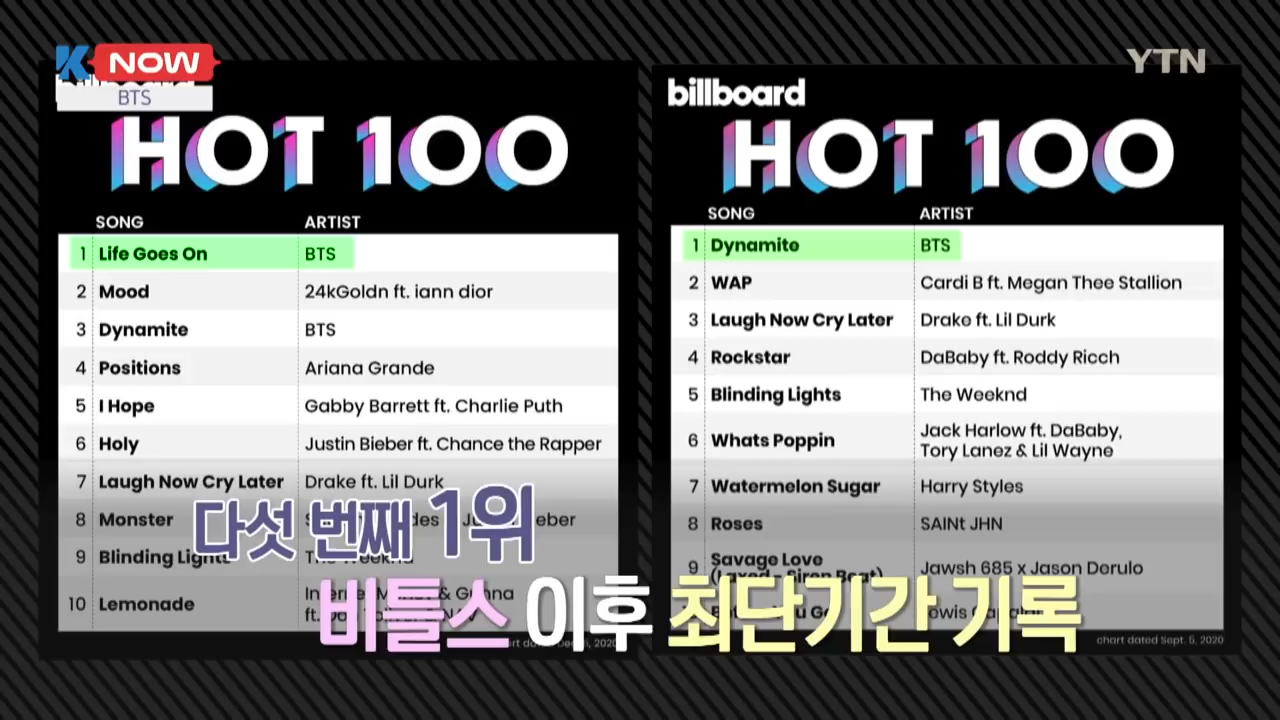 K NOW
BTS
YTN
HOT 100
SONG ARTIST
1 Life Goes On BTS
2 Mood 24kGoldn ft. iann dior
3 Dynamite BTS
4 Positions Ariana Grande
5 I Hope Gabby Barrett ft. Charlie Puth
6 Holy Justin Bieber ft. Chance the Rapper
7 Laugh Now Cry Later Drake ft. Lil Durk
8 Monster
9 Blinding Lights The Weeknd
10 Lemonade
billboard
HOT 100
SONG ARTIST
1 Dynamite BTS
2 WAP Cardi B ft. Megan Thee Stallion
3 Laugh Now Cry Later Drake ft. Lil Durk
4 Rockstar DaBaby ft. Roddy Ricch
5 Blinding Lights The Weeknd
6 Whats Poppin Jack Harlow ft. DaBaby,
Tory Lanez & Lil Wayne
7 Watermelon Sugar Harry Styles
8 Roses SAINt JHN
9 Savage Love
(Laxed - Siren Beat) Jawsh 685 x Jason Derulo
chart dated Sept. 5, 2020
다섯 번째 1위
비틀스 이후 최단기간 기록